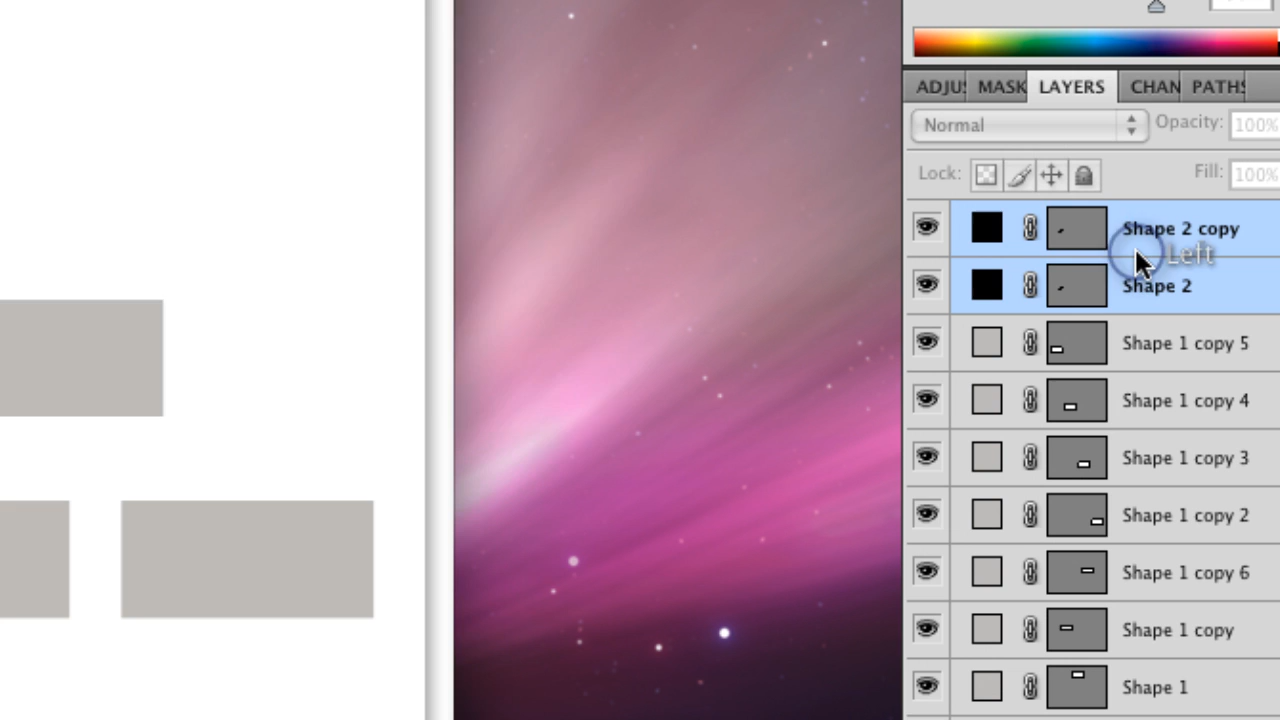 ADJUS MASK LAYERS CHAN PATHS
Normal Opacity: 100%
Lock: Fill: 100%
Shape 2 copy
Left
Shape 2
Shape 1 copy 5
Shape 1 copy 4
Shape 1 copy 3
Shape 1 copy 2
Shape 1 copy 6
Shape 1 copy
Shape 1